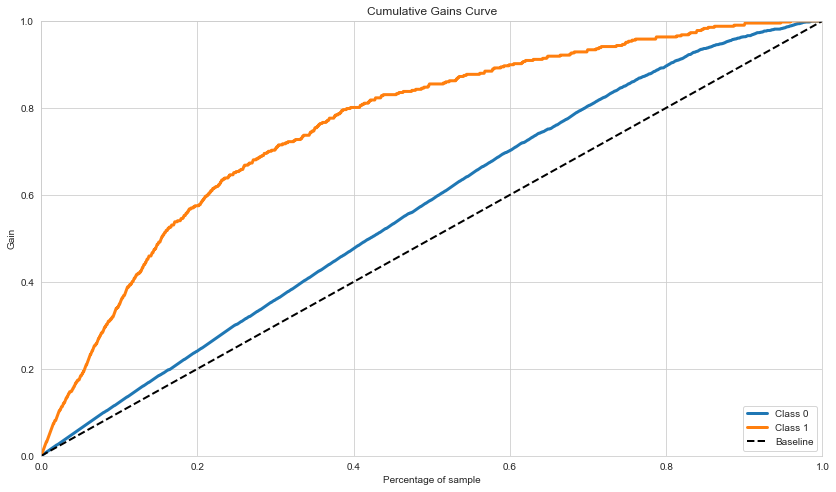 Cumulative Gains Curve
1.0
0.8
0.6
0.4
0.2
0.0
Gain
0.0 0.2 0.4 0.6 0.8 1.0
Percentage of sample
Class 0
Class 1
Baseline